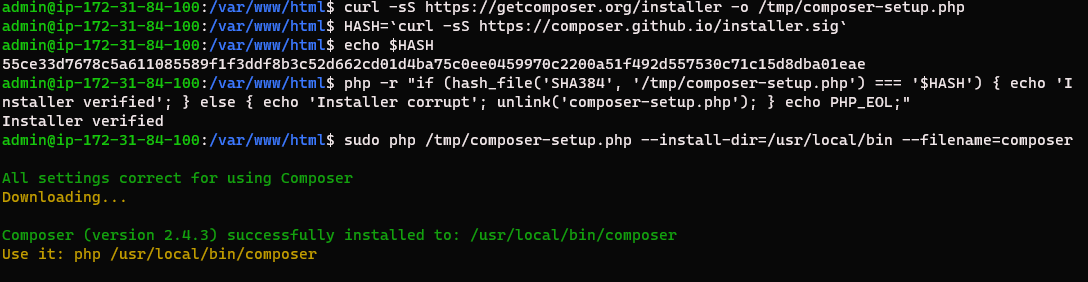 admin@ip-172-31-84-100:/var/www/html$ curl -sS https://getcomposer.org/installer -o /tmp/composer-setup.php
admin@ip-172-31-84-100:/var/www/html$ HASH=`curl -sS https://composer.github.io/installer.sig`
admin@ip-172-31-84-100:/var/www/html$ echo $HASH
55ce33d7678c5a611085589f1f3ddf8b3c52d662cd01d4ba75c0ee0459970c2200a51f492d557530c71c15d8dba01eae
admin@ip-172-31-84-100:/var/www/html$ php -r "if (hash_file('SHA384', '/tmp/composer-setup.php') === '$HASH') { echo 'I
nstaller verified'; } else { echo 'Installer corrupt'; unlink('composer-setup.php'); } echo PHP_EOL;"
Installer verified
admin@ip-172-31-84-100:/var/www/html$ sudo php /tmp/composer-setup.php --install-dir=/usr/local/bin --filename=composer
All settings correct for using Composer
Downloading...
Composer (version 2.4.3) successfully installed to: /usr/local/bin/composer
Use it: php /usr/local/bin/composer